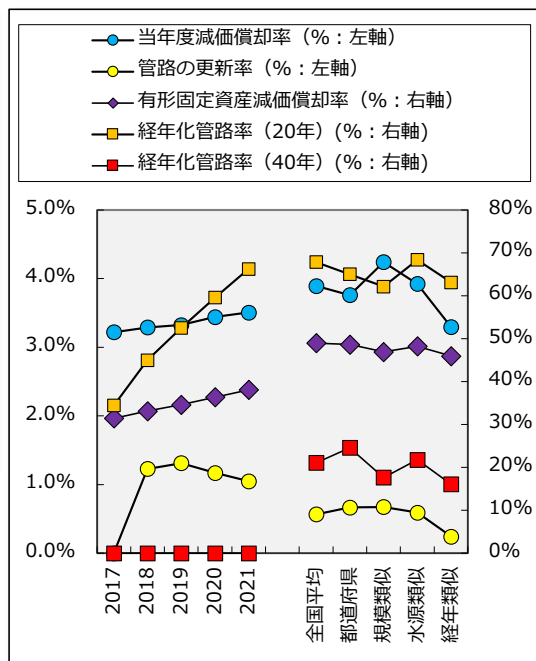 当年度減価償却率（%：左軸）
管路の更新率（%：左軸）
有形固定資産減価償却率（%：右軸）
経年化管路率（20年）(%：右軸)
経年化管路率（40年）(%：右軸)
5.0%
4.0%
3.0%
2.0%
1.0%
0.0%
80%
70%
60%
50%
40%
30%
20%
10%
0%
2017
2018
2019
2020
2021
全国平均
都道府県
規模類似
水源類似
経年類似